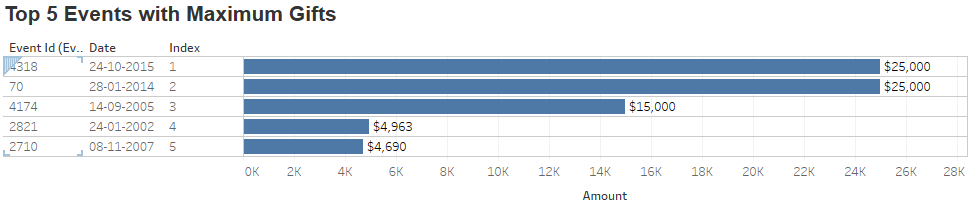 Top 5 Events with Maximum Gifts
Event Id (Ev.. Date Index
4318 24-10-2015 1 $25,000
70 28-01-2014 2 $25,000
4174 14-09-2005 3 $15,000
2821 24-01-2002 4 $4,963
2710 08-11-2007 5 $4,690
0K 2K 4K 6K 8K 10K 12K 14K 16K 18K 20K 22K 24K 26K 28K
Amount